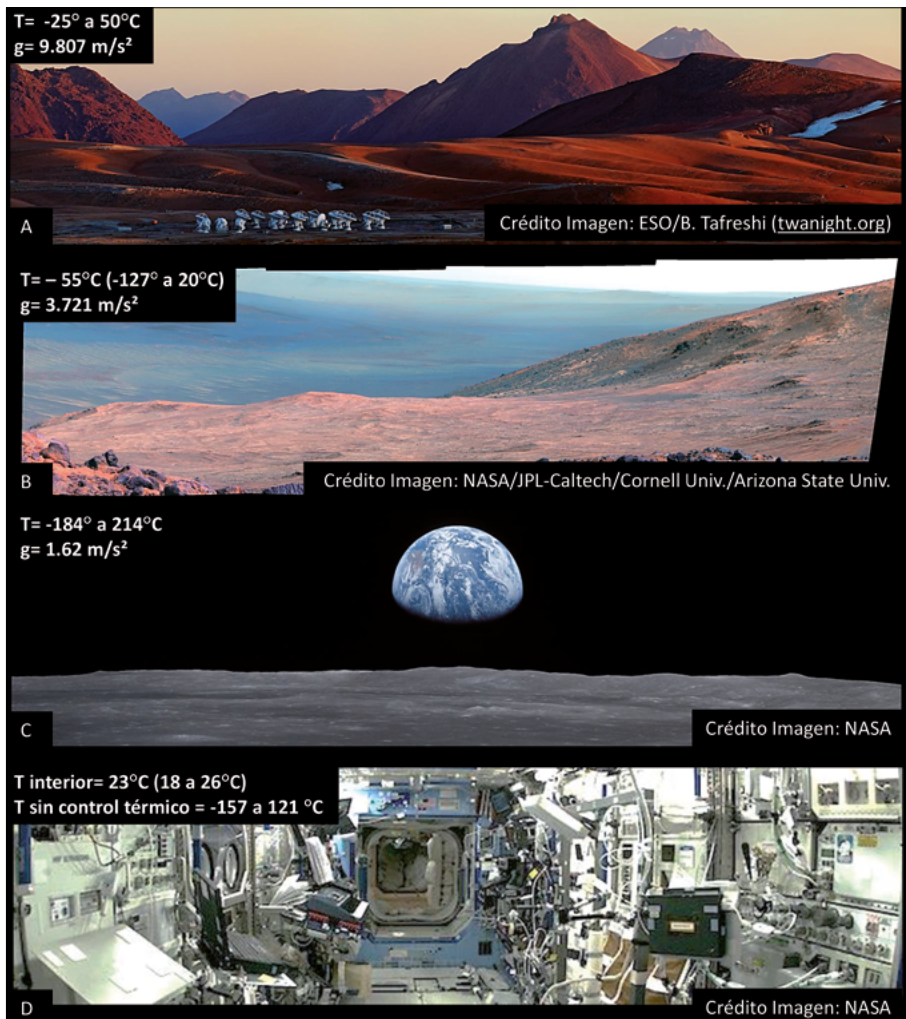 T= -25° a 50°C
g= 9.807 m/s²
A
Crédito Imagen: ESO/B. Tafreshi (twanight.org)
T= – 55°C (-127° a 20°C)
g= 3.721 m/s²
B
Crédito Imagen: NASA/JPL-Caltech/Cornell Univ./Arizona State Univ.
T= -184° a 214°C
g= 1.62 m/s²
C
Crédito Imagen: NASA
T interior= 23°C (18 a 26°C)
T sin control térmico = -157 a 121 °C
D
Crédito Imagen: NASA